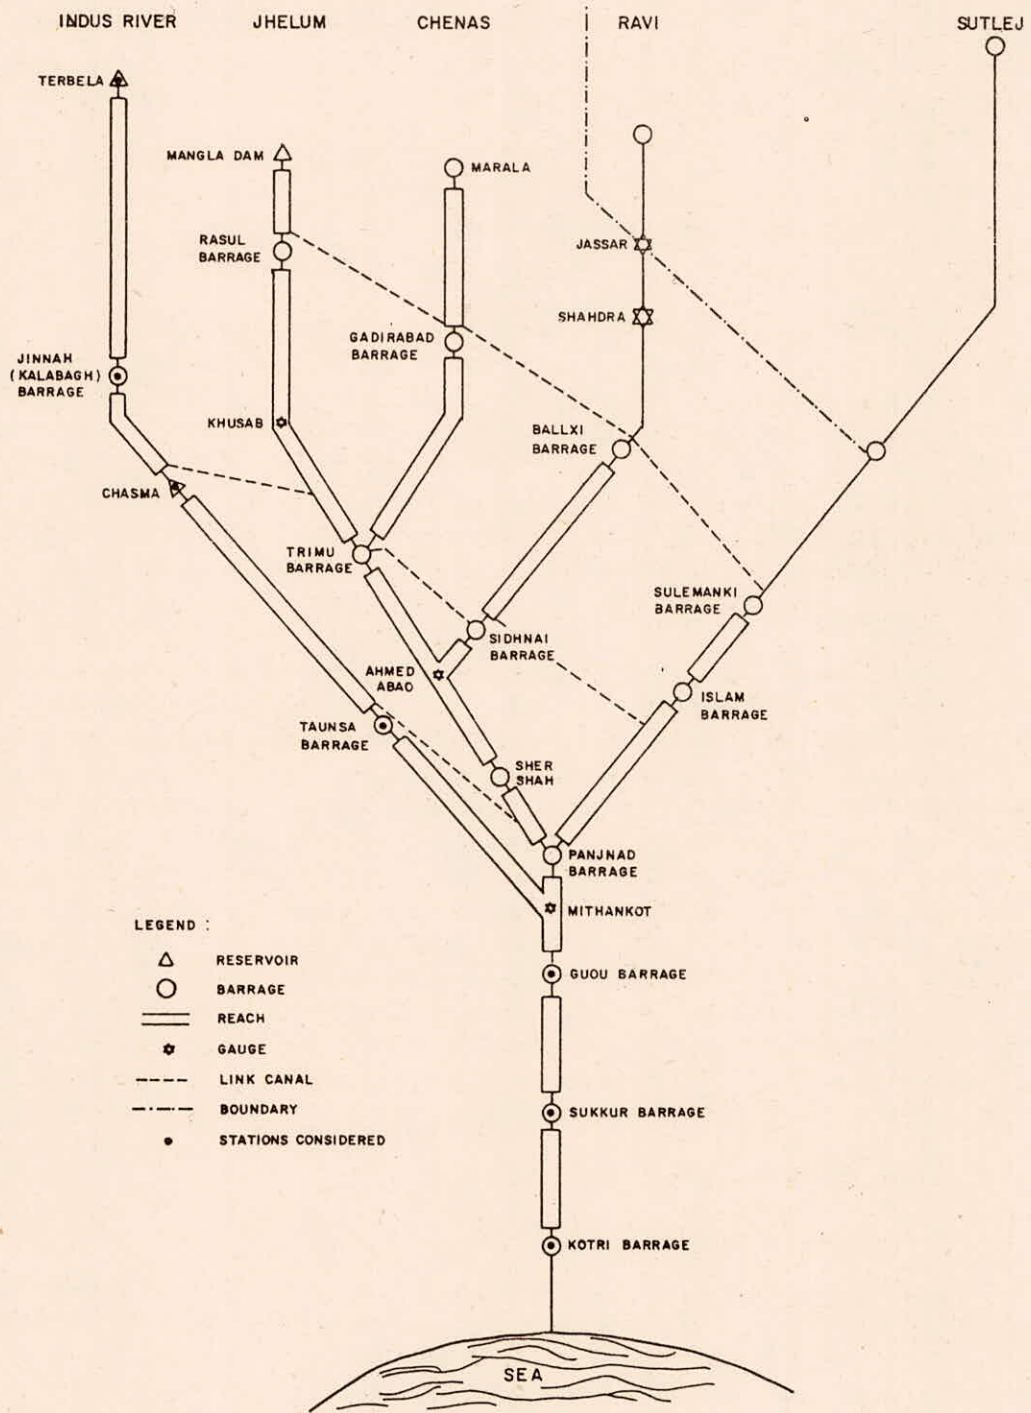 INDUS RIVER
JHELUM
CHENAS
RAVI
SUTLEJ
TERBELA
MANGLA DAM
MARALA
RASUL
BARRAGE
JASSAR
SHAHDRA
GADIRABAD
BARRAGE
JINNAH
(KALABAGH)
BARRAGE
KHUSAB
BALLXI
BARRAGE
CHASMA
TRIMU
BARRAGE
SULEMANKI
BARRAGE
SIDHNAI
BARRAGE
AHMED
ABAO
ISLAM
BARRAGE
TAUNSA
BARRAGE
SHER
SHAH
PANJNAD
BARRAGE
MITHANKOT
GUOU BARRAGE
SUKKUR BARRAGE
KOTRI BARRAGE
SEA
LEGEND :
RESERVOIR
BARRAGE
REACH
GAUGE
LINK CANAL
BOUNDARY
STATIONS CONSIDERED